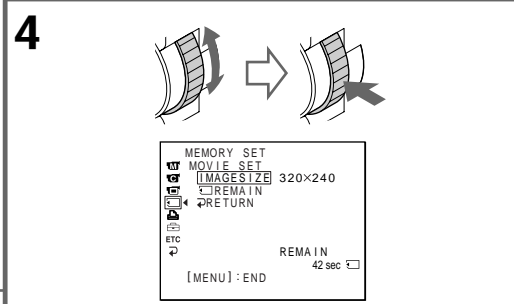 4
MEMORY SET
MOVIE SET
IMAGESIZE 320×240
REMAIN
RETURN
ETC
REMAIN
42 sec
[MENU] : END